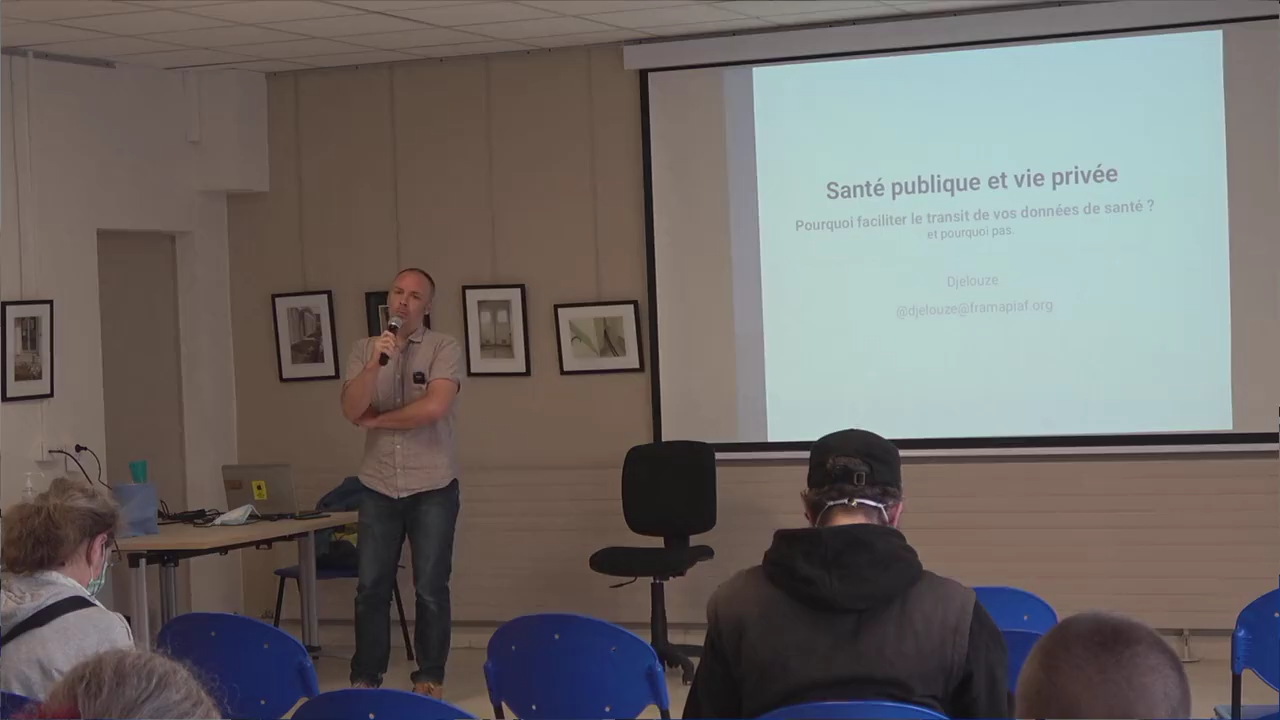 Santé publique et vie privée
Pourquoi faciliter le transit de vos données de santé ?
et pourquoi pas
Djelouze
@djelouze@framapiaf.org